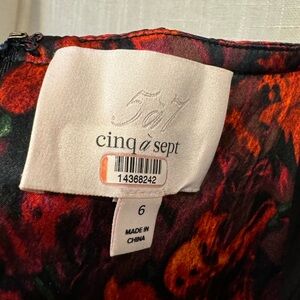 5à7
cinq à sept
14368242
6
MADE IN
CHINA